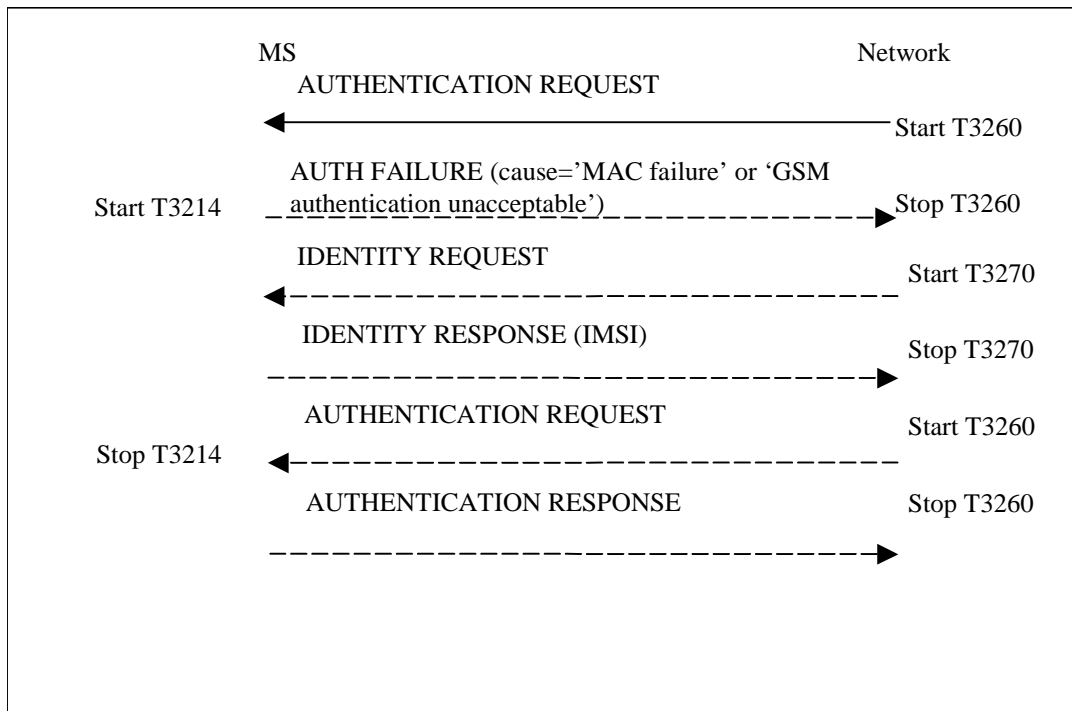 MS
Network
AUTHENTICATION REQUEST
Start T3260
AUTH FAILURE (cause=’MAC failure’ or ‘GSM
authentication unacceptable’)
Start T3214
Stop T3260
IDENTITY REQUEST
Start T3270
IDENTITY RESPONSE (IMSI)
Stop T3270
AUTHENTICATION REQUEST
Start T3260
Stop T3214
AUTHENTICATION RESPONSE
Stop T3260